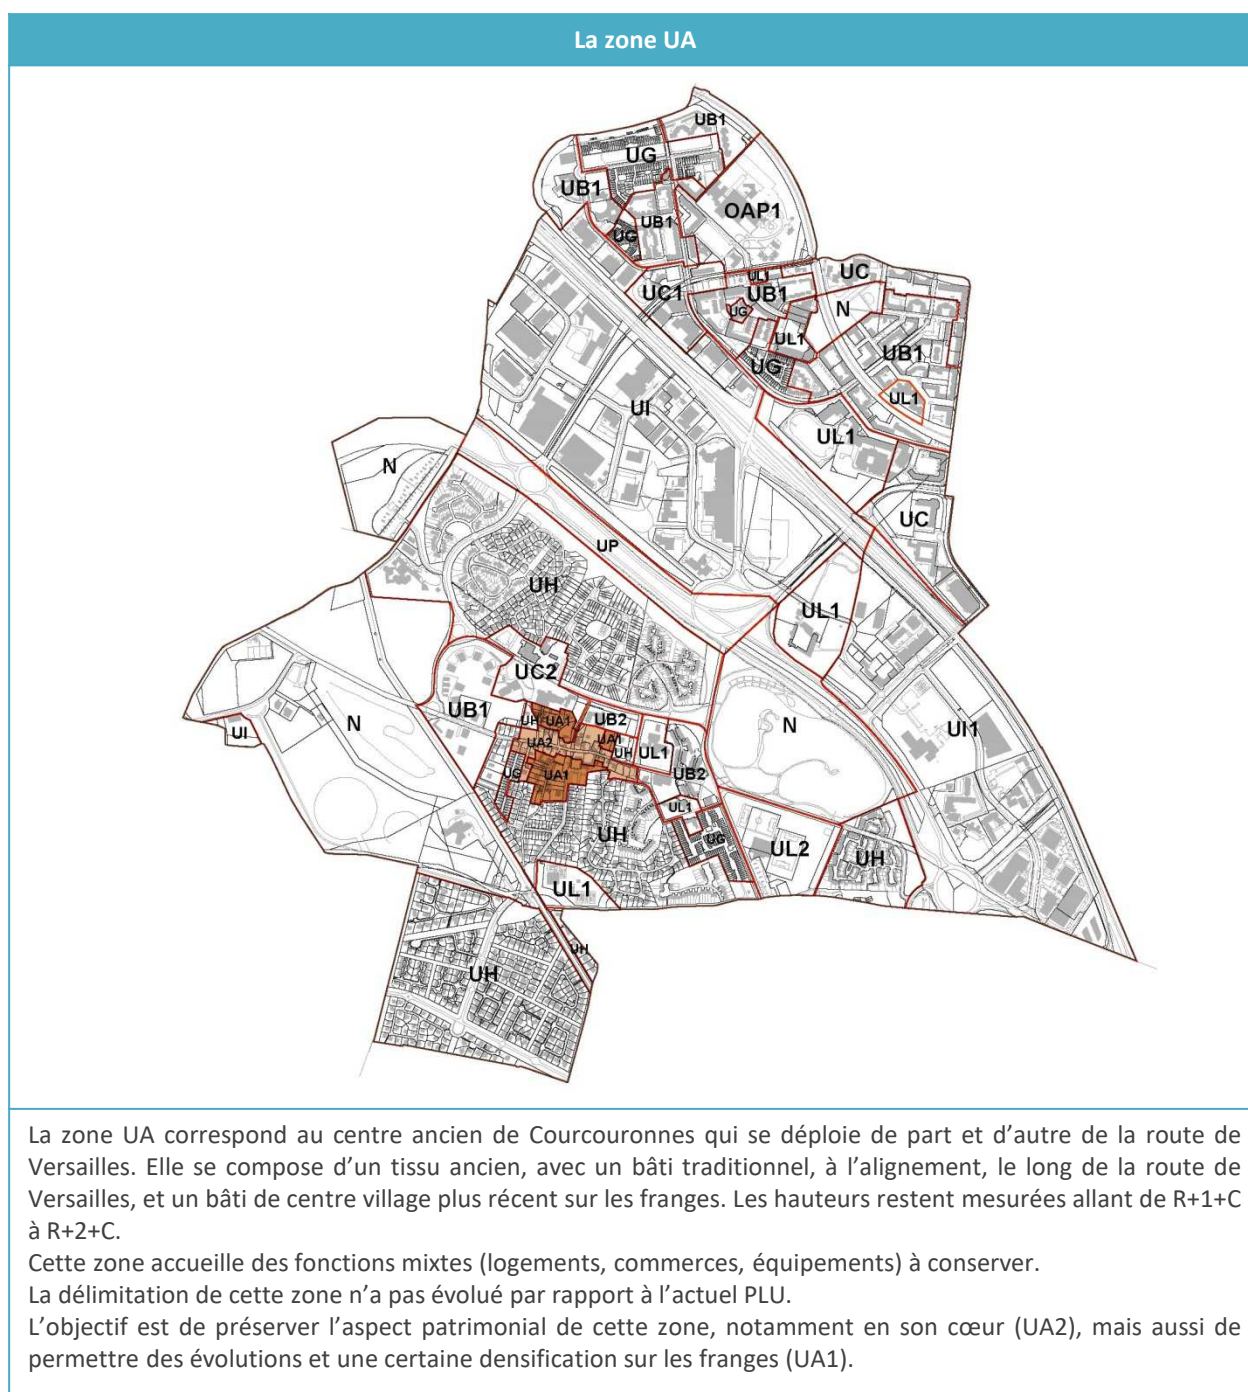 La zone UA
UB1
UG
UB1
OAP1
UB1
UG
UC
UL1
UC1
UB1
N
UG
UL1
UB1
UG
UL1
UI
UL1
N
UC
UP
UH
UL1
UC2
UB1
UH UA1
UB2
N
UA2
UA1
UH
UL1
N
UI
UI1
UG
UA1
UB2
UL1
UH
UG
UL2
UH
UL1
UH
UH
La zone UA correspond au centre ancien de Courcouronnes qui se déploie de part et d’autre de la route de
Versailles. Elle se compose d’un tissu ancien, avec un bâti traditionnel, à l’alignement, le long de la route de
Versailles, et un bâti de centre village plus récent sur les franges. Les hauteurs restent mesurées allant de R+1+C
à R+2+C.
Cette zone accueille des fonctions mixtes (logements, commerces, équipements) à conserver.
La délimitation de cette zone n’a pas évolué par rapport à l’actuel PLU.
L’objectif est de préserver l’aspect patrimonial de cette zone, notamment en son cœur (UA2), mais aussi de
permettre des évolutions et une certaine densification sur les franges (UA1).